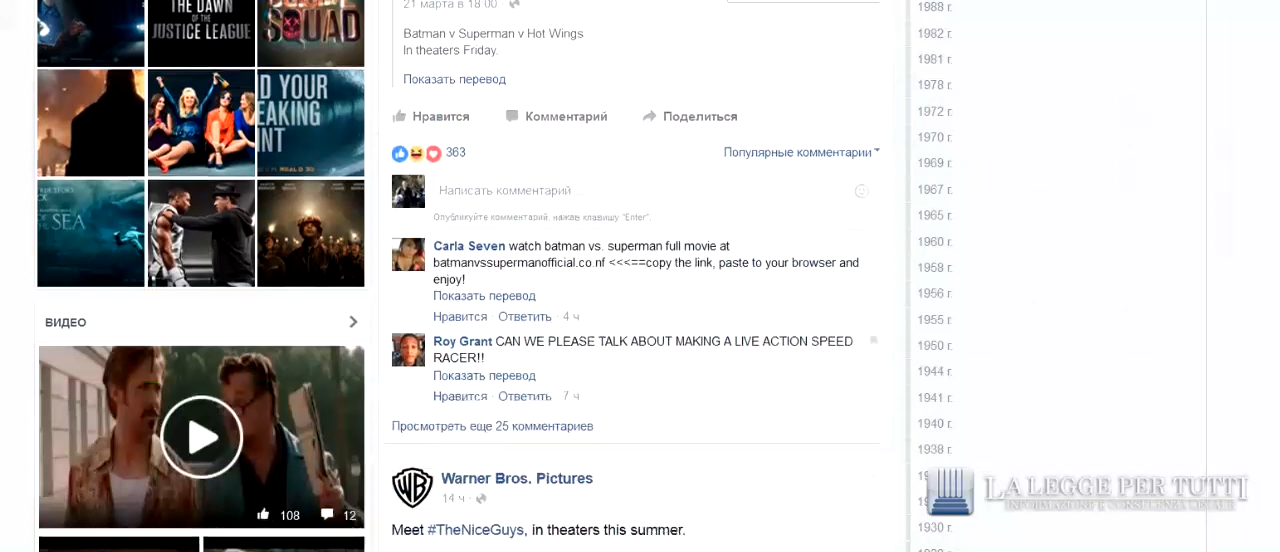 THE DAWN
OF THE
JUSTICE LEAGUE
SQUAD
D YOUR
EAKING
INT
SEA
ВИДЕО
108
12
21 марта в 18:00
Batman v Superman v Hot Wings
In theaters Friday.
Показать перевод
Нравится Комментарий Поделиться
363 Популярные комментарии
Написать комментарий...
Опубликуйте комментарий, нажав клавишу "Enter".
Carla Seven watch batman vs. superman full movie at
batmanvssupermanofficial.co.nf <<<==copy the link, paste to your browser and
enjoy!
Показать перевод
Нравится · Ответить · 4 ч
Roy Grant CAN WE PLEASE TALK ABOUT MAKING A LIVE ACTION SPEED
RACER!!
Показать перевод
Нравится · Ответить · 7 ч
Просмотреть еще 25 комментариев
WB
Warner Bros. Pictures
14 ч ·
Meet #TheNiceGuys, in theaters this summer.
1988 г.
1982 г.
1981 г.
1978 г.
1972 г.
1970 г.
1969 г.
1967 г.
1965 г.
1960 г.
1958 г.
1956 г.
1955 г.
1950 г.
1944 г.
1941 г.
1940 г.
1938 г.
1930 г.
LA LEGGE PER TUTTI
INFORMAZIONE E CONSULENZA LEGALE